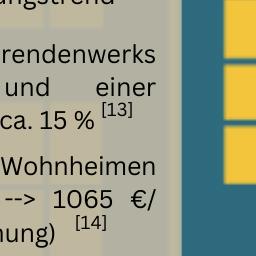 ungstrend
rendenwerks
und einer
ca. 15 % [13]
Wohnheimen
--> 1065 €/
nung) [14]